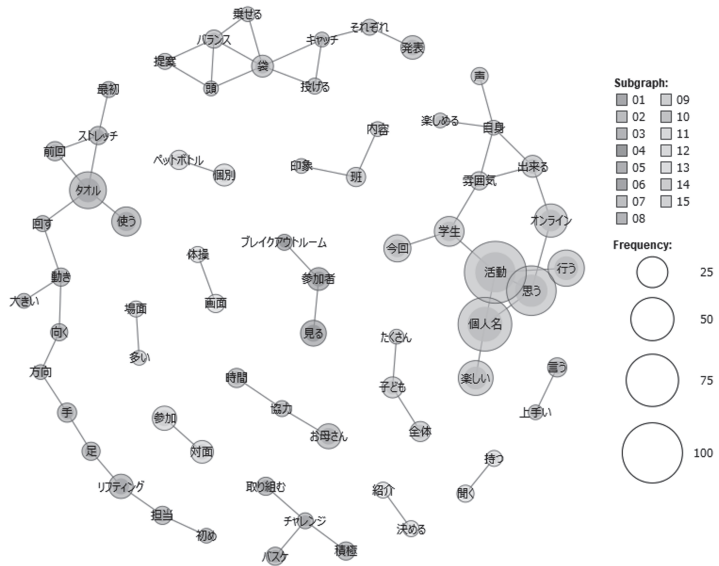 乗せる
それぞれ
バランス
キャッチ
発表
提案
袋
頭
投げる
最初
声
楽しめる
自身
内容
ストレッチ
前回
ペットボトル
個別
印象
班
出来る
雰囲気
タオル
使う
回す
オンライン
学生
今回
ブレイクアウトルーム
体操
参加者
活動
行う
思う
動き
大きい
画面
場面
個人名
向く
見る
多い
たくさん
方向
時間
子ども
楽しい
言う
手
参加
協力
上手い
お母さん
全体
足
対面
持つ
リフティング
取り組む
紹介
聞く
担当
チャレンジ
初め
決める
バスケ
積極
Subgraph:
01 09
02 10
03 11
04 12
05 13
06 14
07 15
08
Frequency:
25
50
75
100